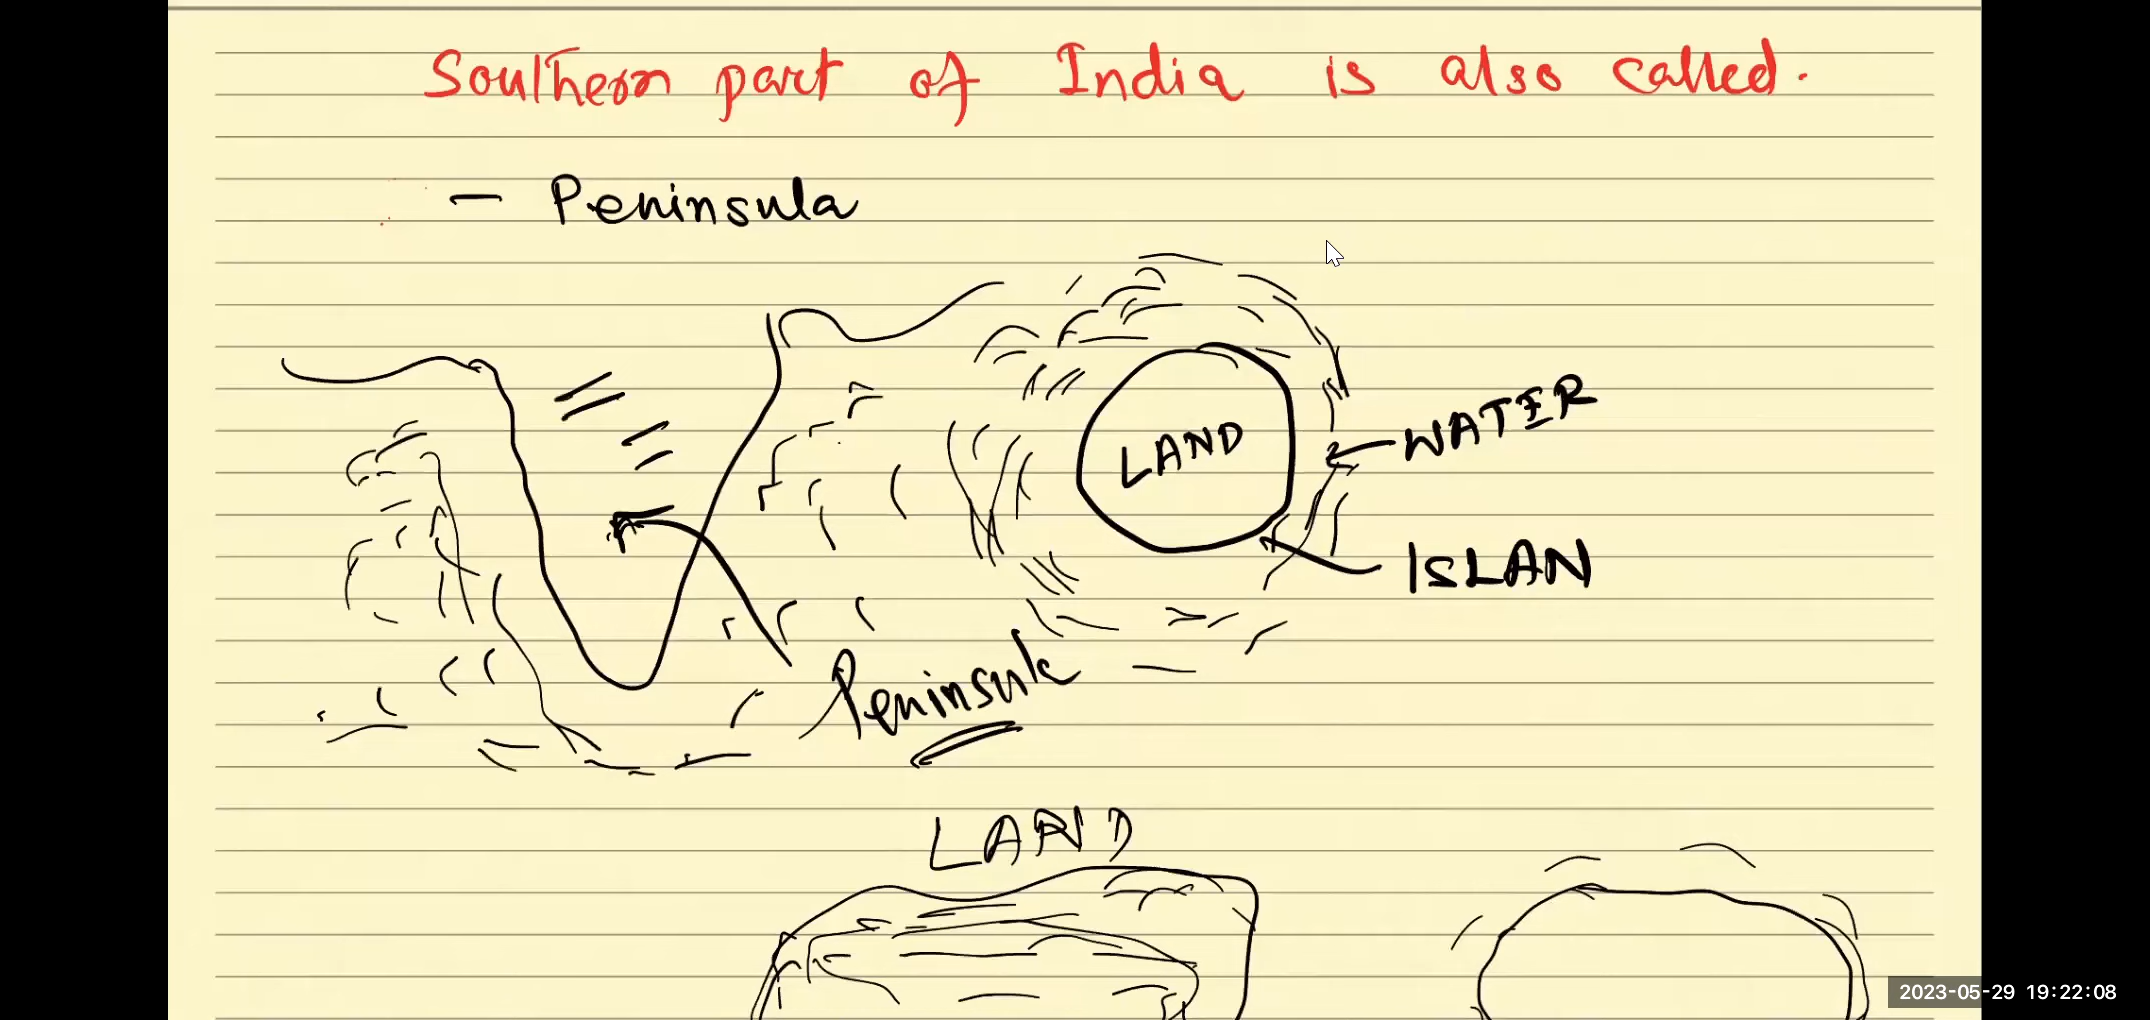 Southern part of India is also called.
- Peninsula
LAND
WATER
ISLAN
Peninsula
LAND
2023-05-29 19:22:08